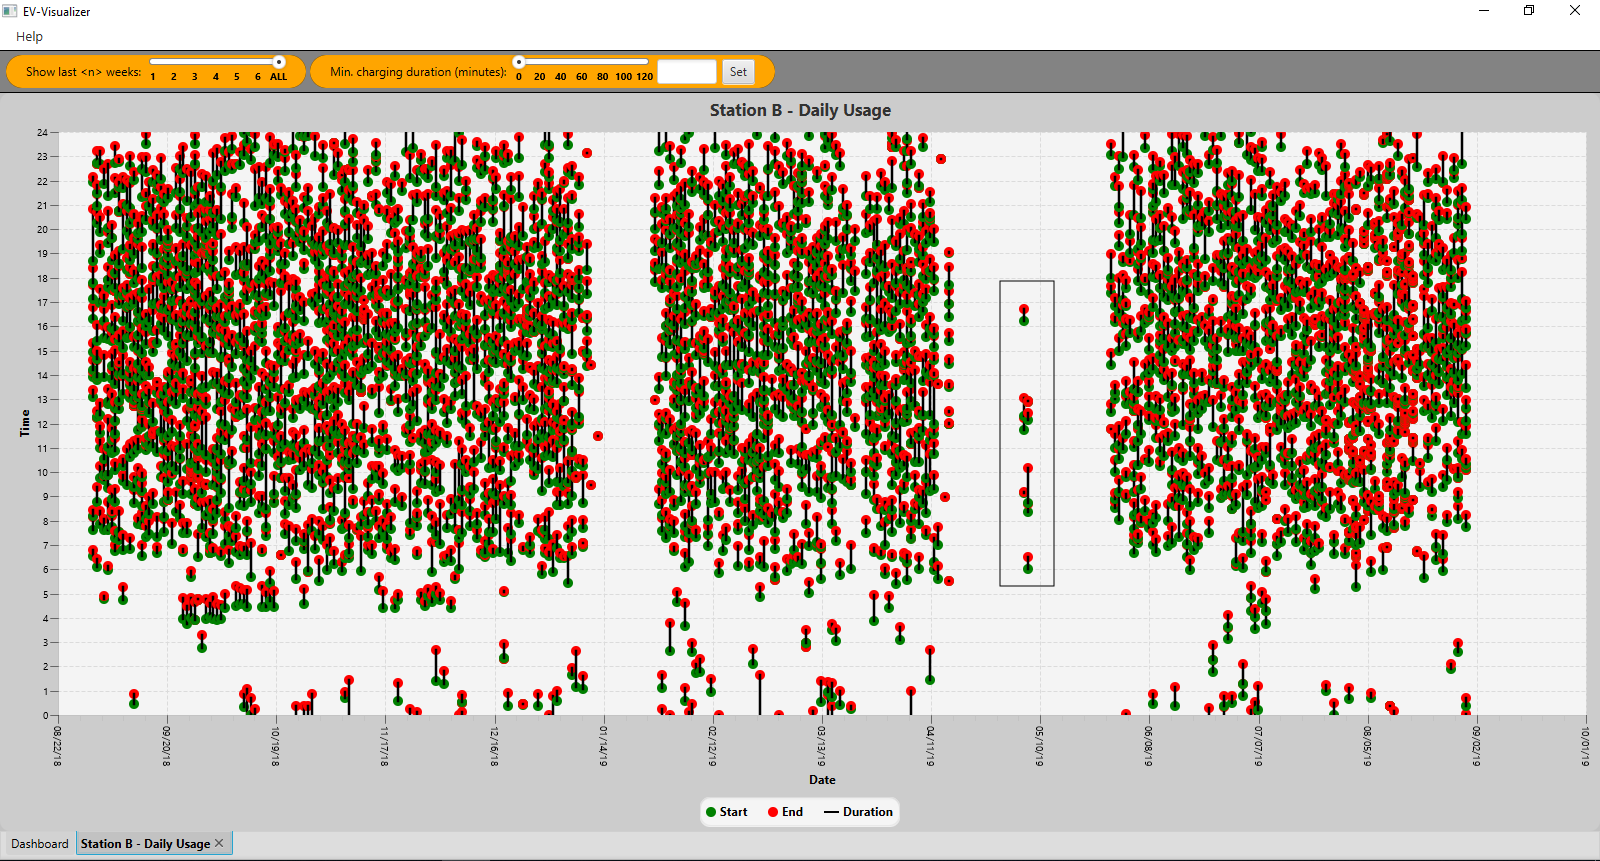 EV-Visualizer
Help
Show last <n> weeks: 1 2 3 4 5 6 ALL Min. charging duration (minutes): 0 20 40 60 80 100 120 Set
Station B - Daily Usage
24
23
22
21
20
19
18
17
16
15
14
13
12
11
10
9
8
7
6
5
4
3
2
1
0
Time
08/22/18 09/20/18 10/19/18 11/17/18 12/16/18 01/14/19 02/12/19 03/13/19 04/11/19 05/10/19 06/08/19 07/07/19 08/05/19 09/02/19 10/01/19
Date
Start End Duration
Dashboard Station B - Daily Usage